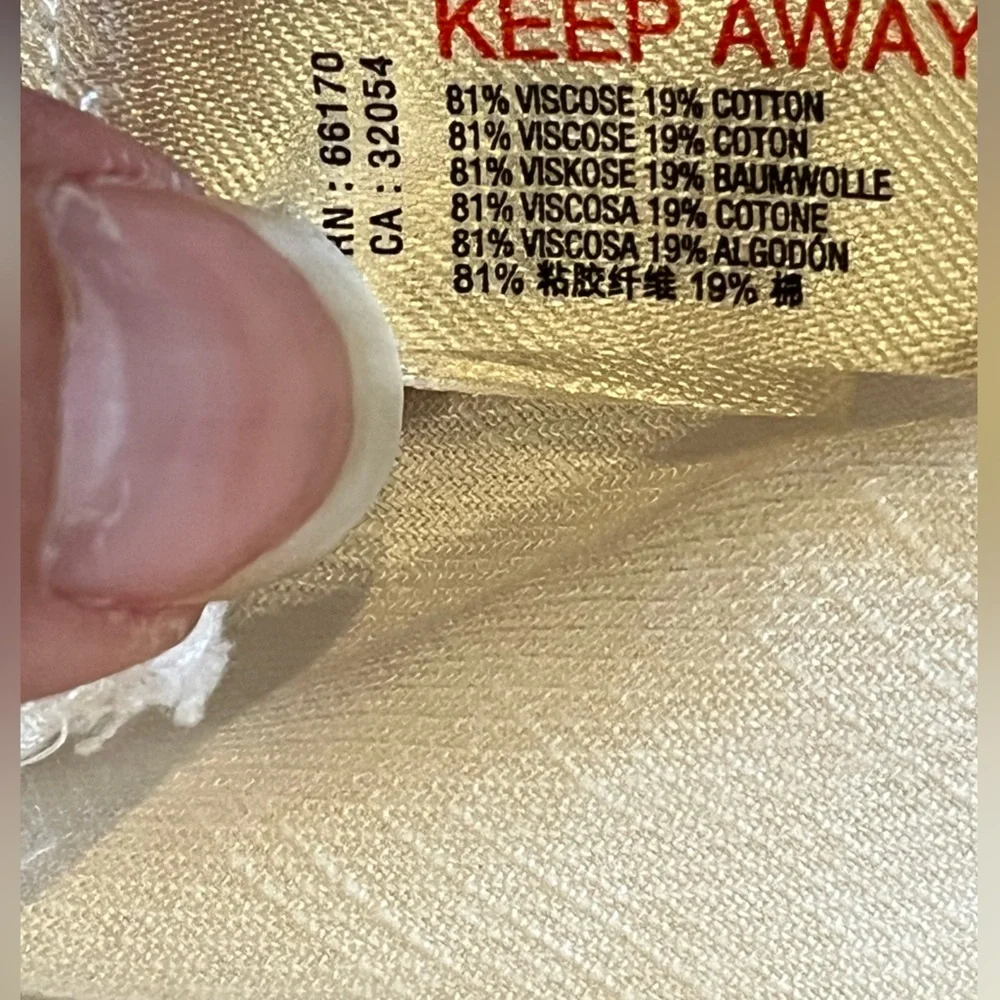 KEEP AWAY
RN : 66170
CA : 32054
81% VISCOSE 19% COTTON
81% VISCOSE 19% COTON
81% VISKOSE 19% BAUMWOLLE
81% VISCOSA 19% COTONE
81% VISCOSA 19% ALGODÓN
81% 粘胶纤维 19% 棉